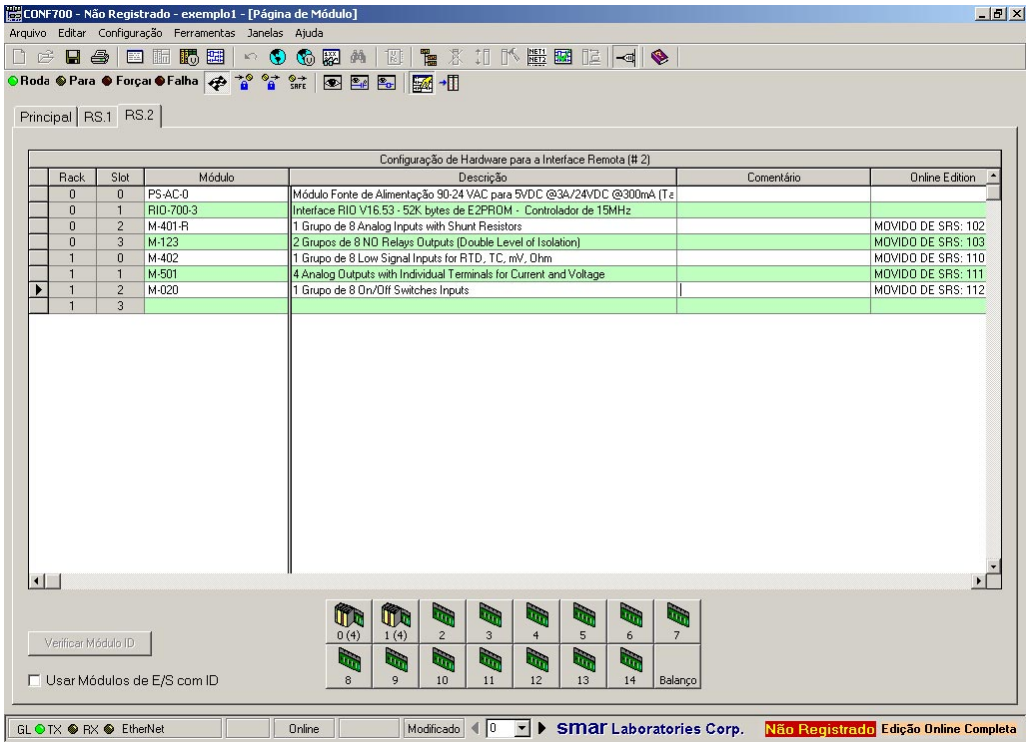 CONF700 - Não Registrado - exemplo1 - [Página de Módulo]
Arquivo Editar Configuração Ferramentas Janelas Ajuda
Roda Para Forçar Falha
Principal RS.1 RS.2
Configuração de Hardware para a Interface Remota (# 2)
Rack Slot Módulo Descrição Comentário Online Edition
0 0 PS-AC-0 Módulo Fonte de Alimentação 90-24 VAC para 5VDC @3A/24VDC @300mA (Ta
0 1 RIO-700-3 Interface RIO V16.53 - 52K bytes de E2PROM - Controlador de 15MHz
0 2 M-401-R 1 Grupo de 8 Analog Inputs with Shunt Resistors MOVIDO DE SRS: 102
0 3 M-123 2 Grupos de 8 NO Relays Outputs (Double Level of Isolation) MOVIDO DE SRS: 103
1 0 M-402 1 Grupo de 8 Low Signal Inputs for RTD, TC, mV, Ohm MOVIDO DE SRS: 110
1 1 M-501 4 Analog Outputs with Individual Terminals for Current and Voltage MOVIDO DE SRS: 111
1 2 M-020 1 Grupo de 8 On/Off Switches Inputs MOVIDO DE SRS: 112
1 3
0 (4) 1 (4) 2 3 4 5 6 7
Verificar Módulo ID
8 9 10 11 12 13 14 Balanço
Usar Módulos de E/S com ID
GL TX RX EtherNet Online Modificado 0 smar Laboratories Corp. Não Registrado Edição Online Completa